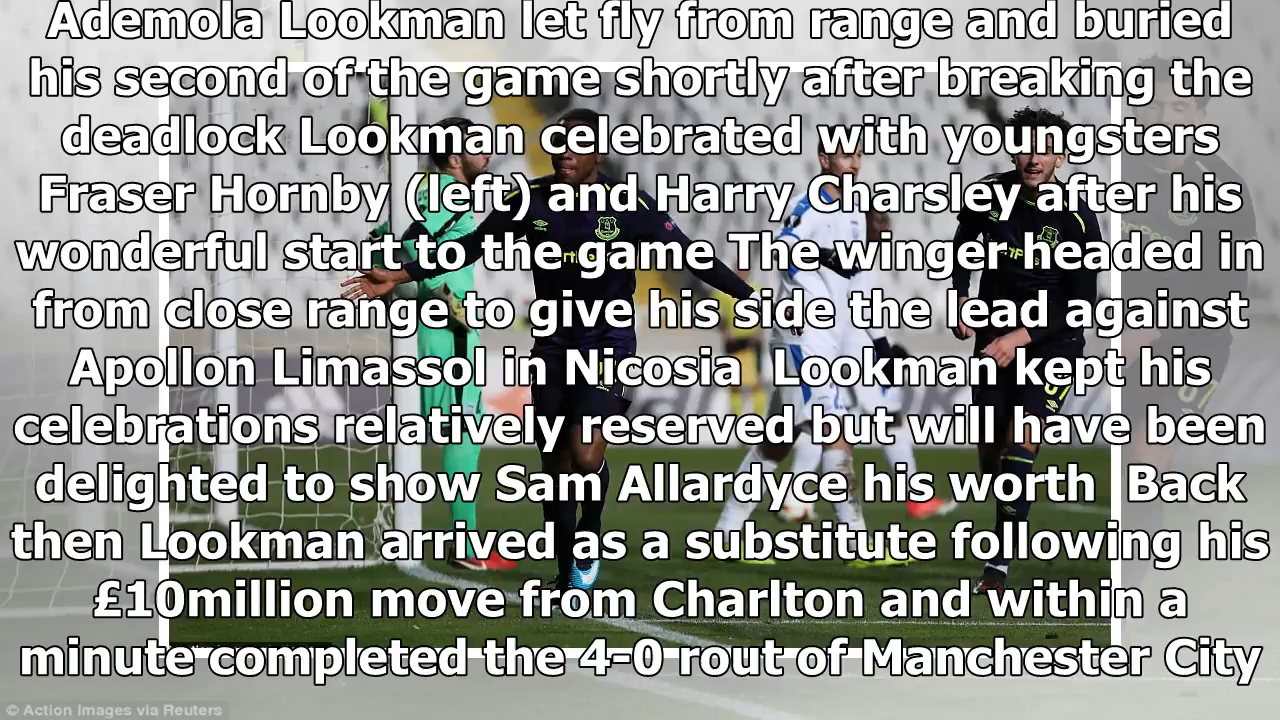 Ademola Lookman let fly from range and buried
his second of the game shortly after breaking the
deadlock Lookman celebrated with youngsters
Fraser Hornby (left) and Harry Charsley after his
wonderful start to the game The winger headed in
from close range to give his side the lead against
Apollon Limassol in Nicosia  Lookman kept his
celebrations relatively reserved but will have been
delighted to show Sam Allardyce his worth  Back
then Lookman arrived as a substitute following his
£10million move from Charlton and within a
minute completed the 4-0 rout of Manchester City
© Action Images via Reuters